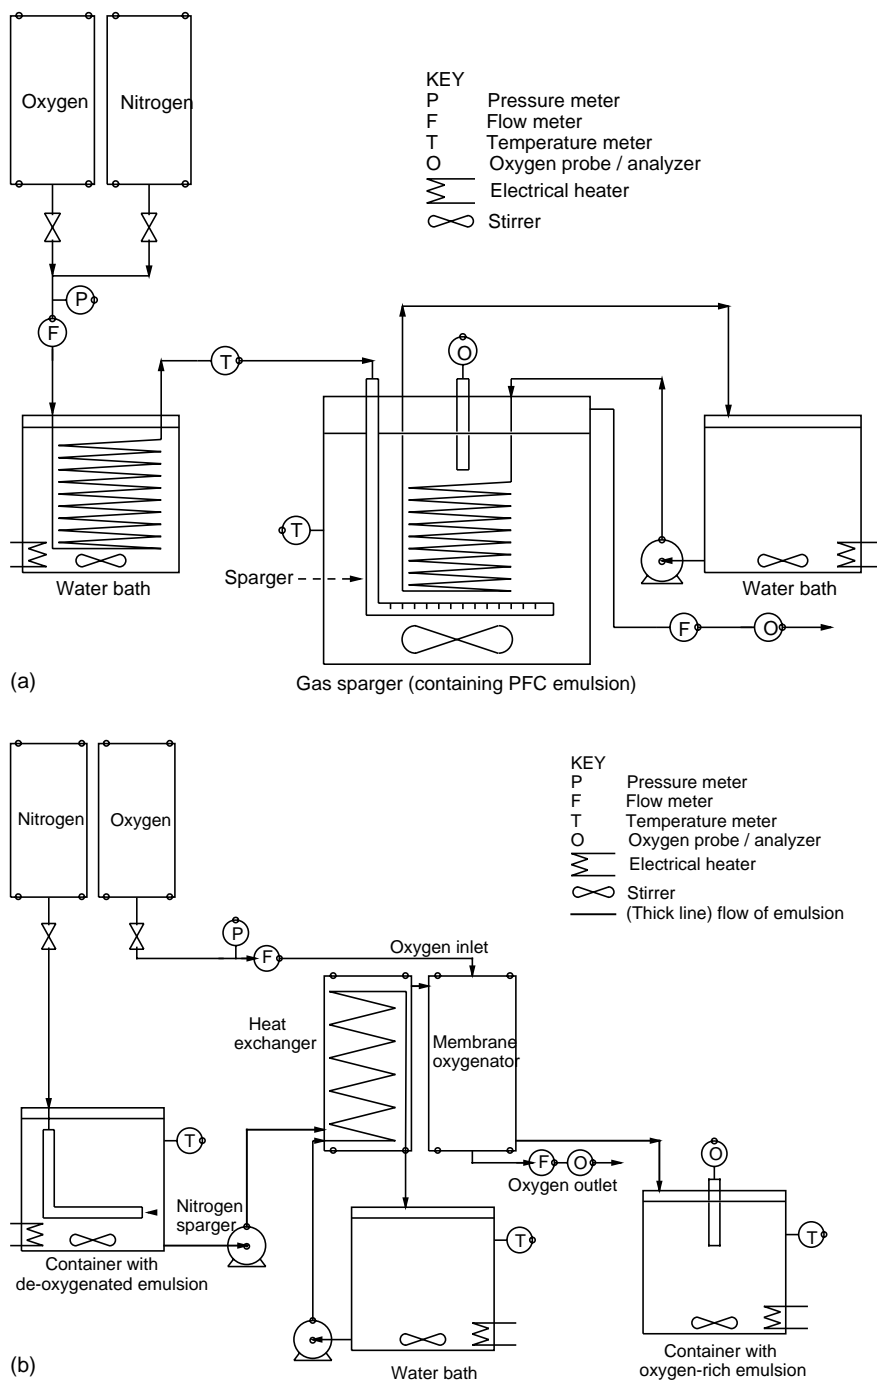 Oxygen
Nitrogen
KEY
P Pressure meter
F Flow meter
T Temperature meter
O Oxygen probe / analyzer
Electrical heater
Stirrer
P
F
T
O
T
Sparger
Water bath
Water bath
F
O
(a)
Gas sparger (containing PFC emulsion)
Nitrogen
Oxygen
KEY
P Pressure meter
F Flow meter
T Temperature meter
O Oxygen probe / analyzer
Electrical heater
Stirrer
(Thick line) flow of emulsion
P
F
Oxygen inlet
Heat
exchanger
Membrane
oxygenator
T
Nitrogen
sparger
F
O
Oxygen outlet
O
T
T
Container with
de-oxygenated emulsion
Water bath
Container with
oxygen-rich emulsion
(b)